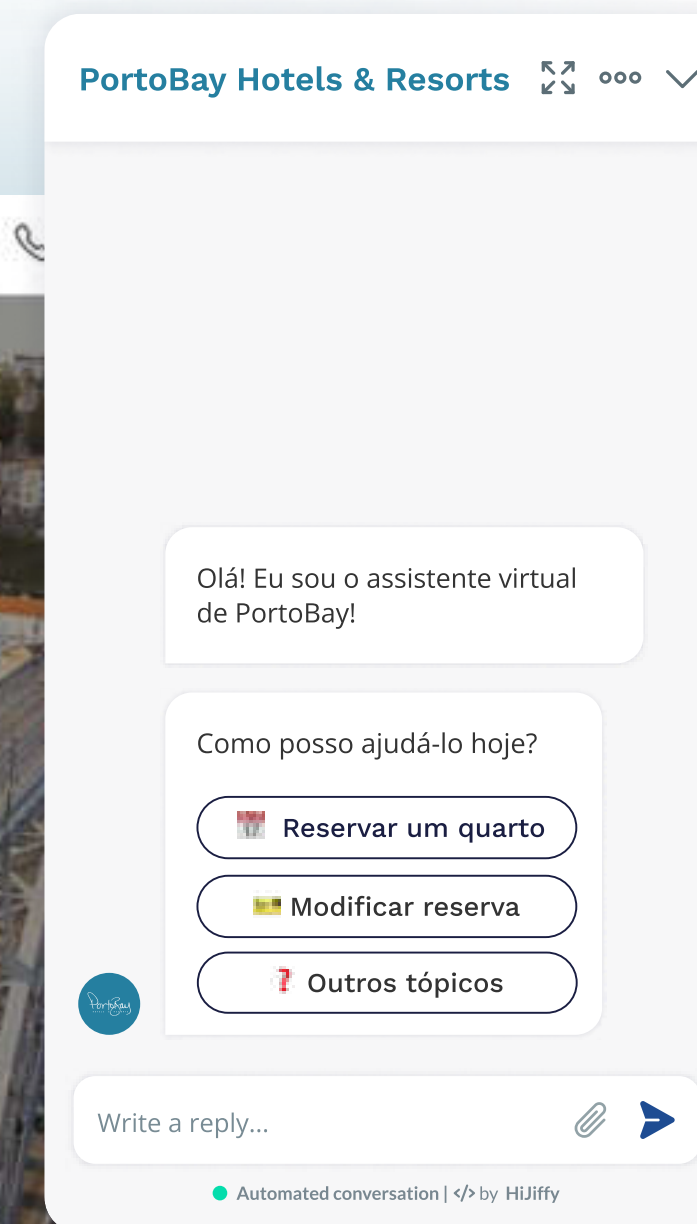 PortoBay Hotels & Resorts
Olá! Eu sou o assistente virtual
de PortoBay!
Como posso ajudá-lo hoje?
Reservar um quarto
Modificar reserva
Outros tópicos
PortoBay
Write a reply...
Automated conversation | </> by HiJiffy